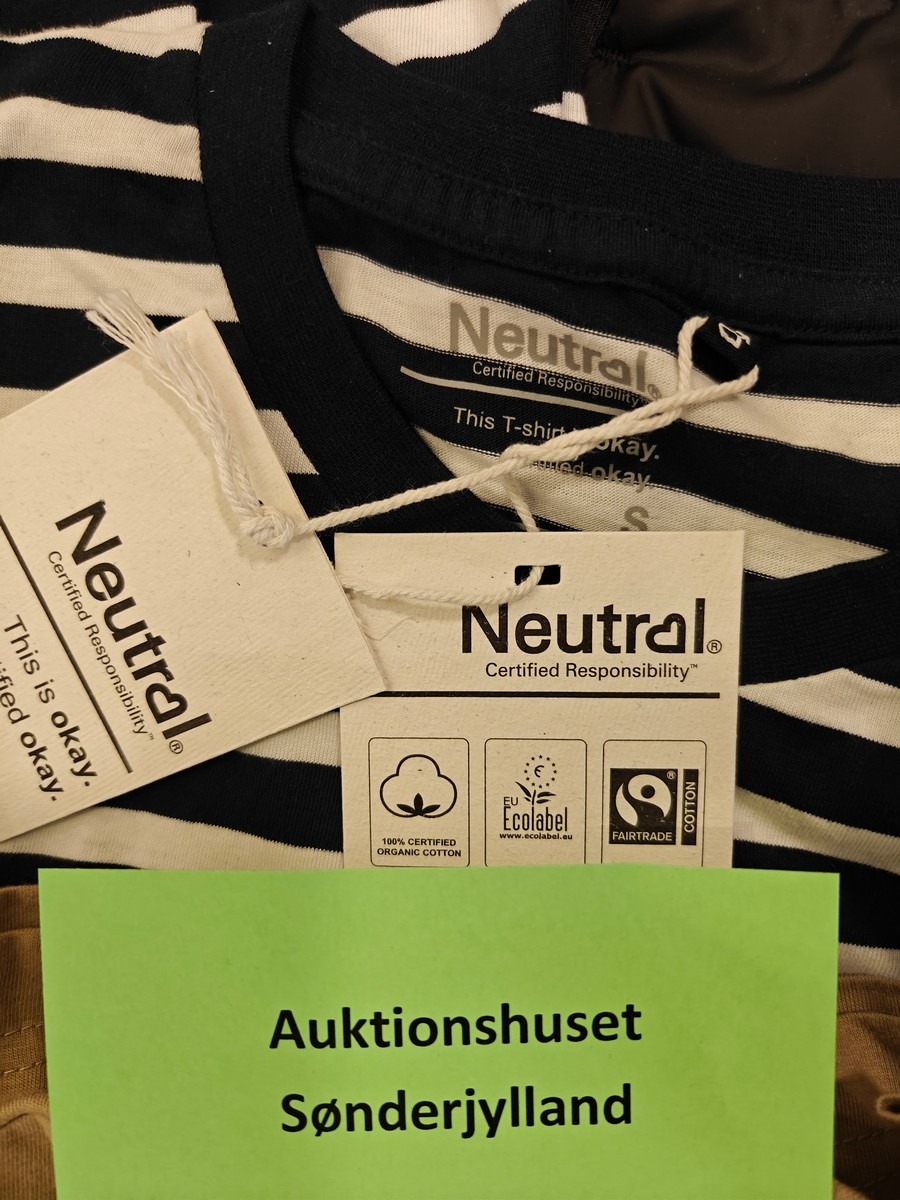 Neutral®
Certified Responsibility™
This T-shirt okay.
okay
S
Neutral®
Certified Responsibility™
This is okay.
okay.
Neutral®
Certified Responsibility™
100% CERTIFIED
ORGANIC COTTON
EU
Ecolabel
www.ecolabel.eu
FAIRTRADE ®
COTTON
Auktionshuset
Sønderjylland